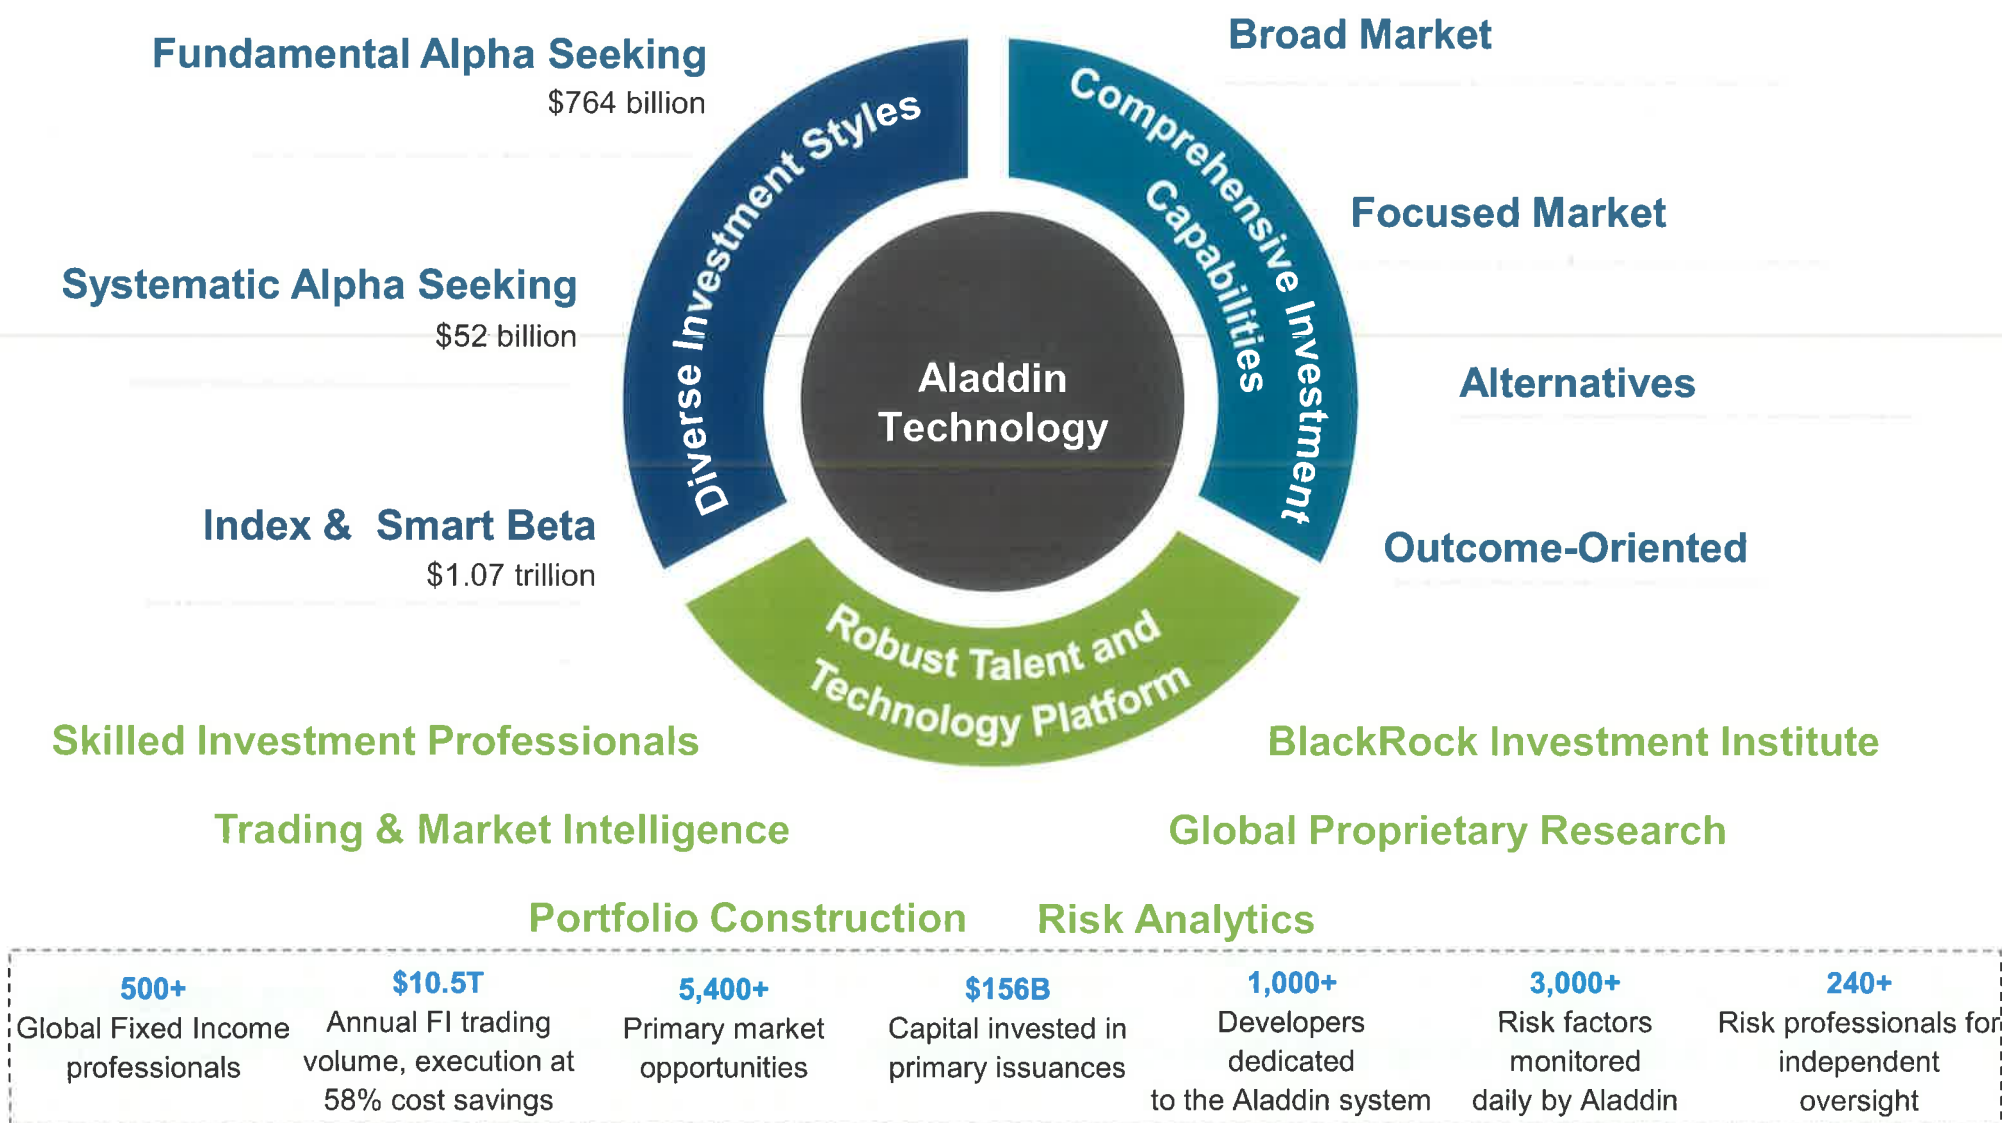 Fundamental Alpha Seeking
$764 billion
Systematic Alpha Seeking
$52 billion
Index & Smart Beta
$1.07 trillion
Diverse Investment Styles
Comprehensive Investment
Capabilities
Aladdin
Technology
Robust Talent and
Technology Platform
Broad Market
Focused Market
Alternatives
Outcome-Oriented
Skilled Investment Professionals
BlackRock Investment Institute
Trading & Market Intelligence
Global Proprietary Research
Portfolio Construction
Risk Analytics
500+
Global Fixed Income
professionals
$10.5T
Annual FI trading
volume, execution at
58% cost savings
5,400+
Primary market
opportunities
$156B
Capital invested in
primary issuances
1,000+
Developers
dedicated
to the Aladdin system
3,000+
Risk factors
monitored
daily by Aladdin
240+
Risk professionals for
independent
oversight